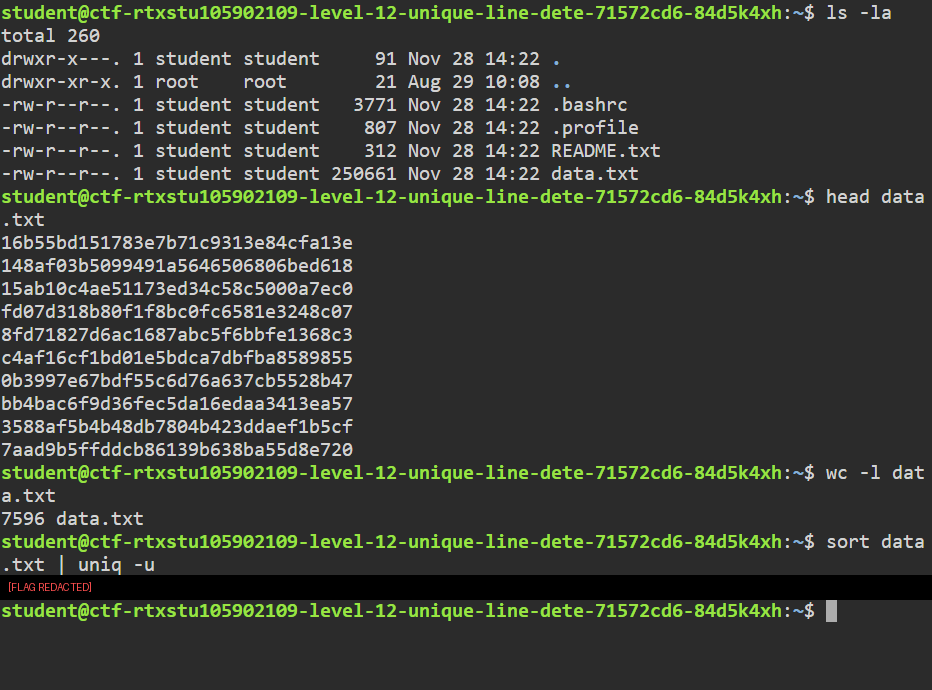 student@ctf-rtxstu105902109-level-12-unique-line-dete-71572cd6-84d5k4xh:~$ ls -la
total 260
drwxr-x---. 1 student student     91 Nov 28 14:22 .
drwxr-xr-x. 1 root    root        21 Aug 29 10:08 ..
-rw-r--r--. 1 student student   3771 Nov 28 14:22 .bashrc
-rw-r--r--. 1 student student    807 Nov 28 14:22 .profile
-rw-r--r--. 1 student student    312 Nov 28 14:22 README.txt
-rw-r--r--. 1 student student 250661 Nov 28 14:22 data.txt
student@ctf-rtxstu105902109-level-12-unique-line-dete-71572cd6-84d5k4xh:~$ head data
.txt
16b55bd151783e7b71c9313e84cfa13e
148af03b5099491a5646506806bed618
15ab10c4ae51173ed34c58c5000a7ec0
fd07d318b80f1f8bc0fc6581e3248c07
8fd71827d6ac1687abc5f6bbfe1368c3
c4af16cf1bd01e5bdca7dbfba8589855
0b3997e67bdf55c6d76a637cb5528b47
bb4bac6f9d36fec5da16edaa3413ea57
3588af5b4b48db7804b423ddaef1b5cf
7aad9b5ffddcb86139b638ba55d8e720
student@ctf-rtxstu105902109-level-12-unique-line-dete-71572cd6-84d5k4xh:~$ wc -l dat
a.txt
7596 data.txt
student@ctf-rtxstu105902109-level-12-unique-line-dete-71572cd6-84d5k4xh:~$ sort data
.txt | uniq -u
[FLAG REDACTED]
student@ctf-rtxstu105902109-level-12-unique-line-dete-71572cd6-84d5k4xh:~$